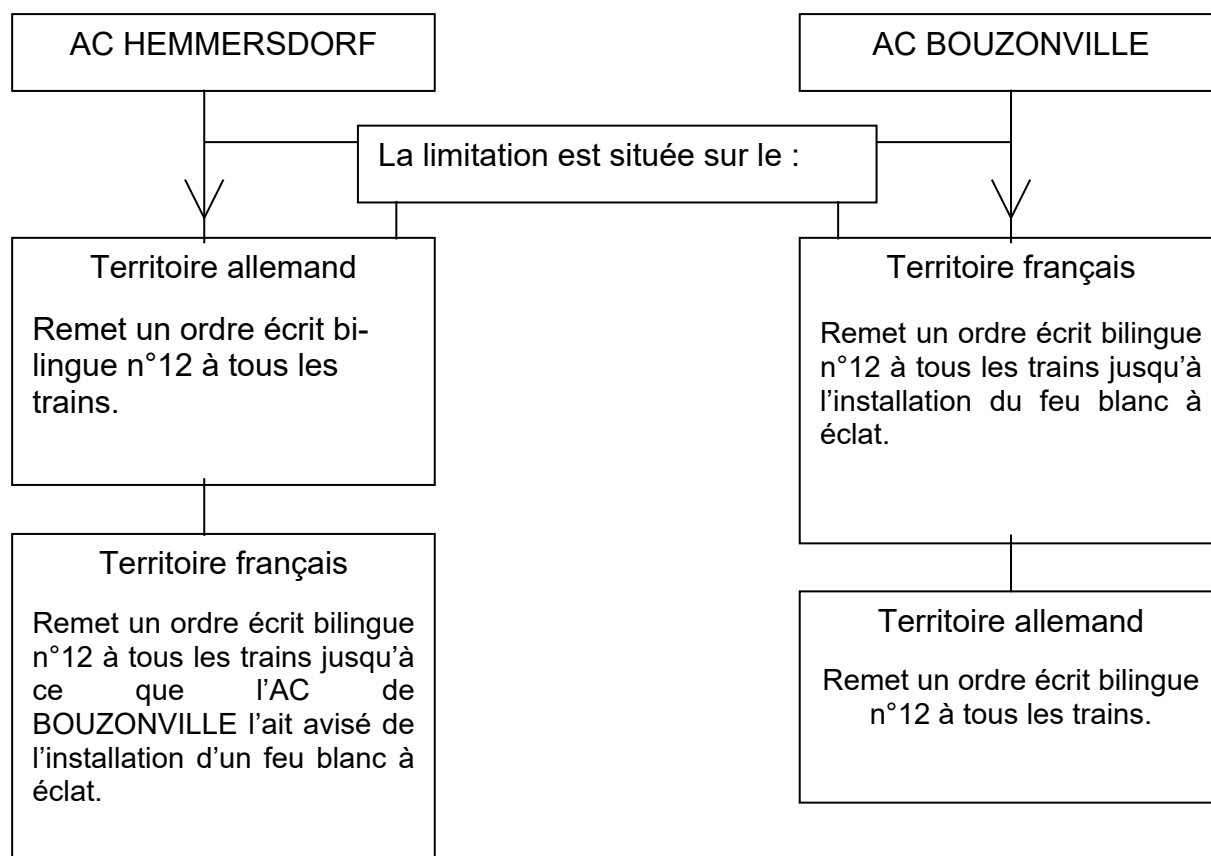 AC HEMMERSDORF
AC BOUZONVILLE
La limitation est située sur le :
Territoire allemand
Remet un ordre écrit bi-
lingue n°12 à tous les
trains.
Territoire français
Remet un ordre écrit bilingue
n°12 à tous les trains jusqu’à
l’installation du feu blanc à
éclat.
Territoire français
Remet un ordre écrit bilingue
n°12 à tous les trains jusqu’à
ce que l’AC de
BOUZONVILLE l’ait avisé de
l’installation d’un feu blanc à
éclat.
Territoire allemand
Remet un ordre écrit bilingue
n°12 à tous les trains.